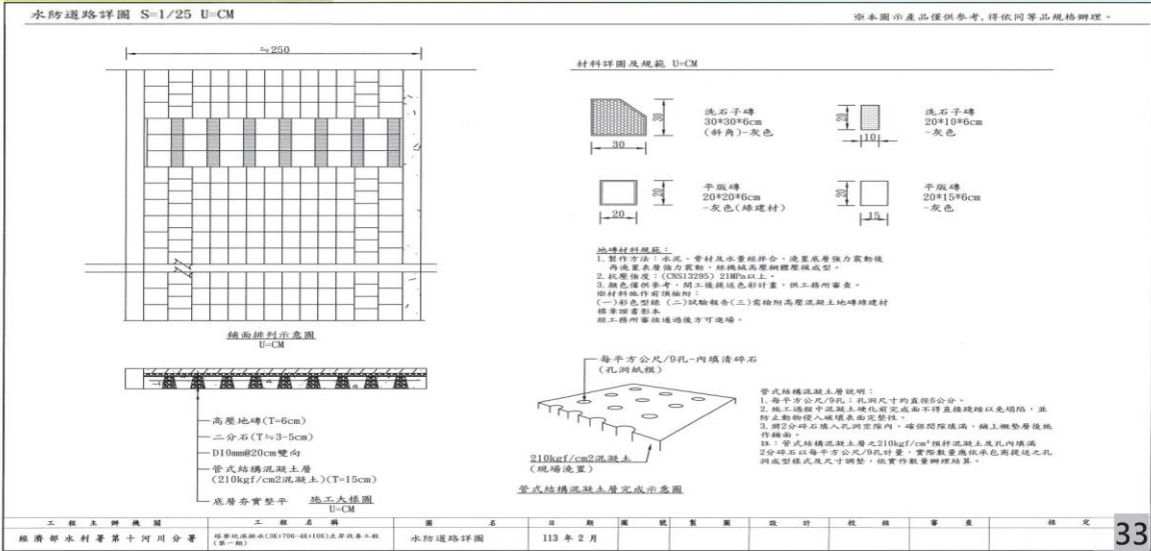 水防道路詳圖 S=1/25 U=CM
※本圖示產品僅供參考,得依同等品規格辦理。
≒250
鋪面排列示意圖
U=CM
高壓地磚(T=6cm)
二分石(T≒3-5cm)
D10mm@20cm雙向
管式結構混凝土層
(210kgf/cm2混凝土)(T=15cm)
底層夯實整平
施工大樣圖
U=CM
材料詳圖及規範 U=CM
30
30
洗石子磚
30*30*6cm
(斜角)-灰色
20
10
洗石子磚
20*10*6cm
-灰色
20
20
平版磚
20*20*6cm
-灰色(綠建材)
20
15
平版磚
20*15*6cm
-灰色
地磚材料規範:
1.製作方法:水泥、骨材及水量經拌合、澆置底層強力震動後
再澆置表層強力震動,經機械高壓鋼體壓模成型。
2.抗壓強度:(CNS13295) 21MPa以上。
3.顏色僅供參考,開工後提送色彩計畫,供工務所審查。
※材料施作前須檢附:
(一)彩色型錄 (二)試驗報告(三)需檢附高壓混凝土地磚綠建材
標章證書影本
經工務所審核通過後方可進場。
每平方公尺/9孔-內填清碎石
(孔洞紙模)
210kgf/cm2混凝土
(現場澆置)
管式結構混凝土層完成示意圖
管式結構混凝土層說明:
1.每平方公尺/9孔;孔洞尺寸約直徑6公分。
2.施工過程中混凝土硬化前完成面不得直接踐踏以免塌陷,並
防止動物侵入破壞表面完整性。
3.將2分碎石填入孔洞空隙內,確保間隙填滿,鋪上襯墊層後施
作鋪面。
註:管式結構混凝土層之210kgf/cm²預拌混凝土及孔內填滿
2分碎石以每平方公尺/9孔計量,實際數量應依承包商提送之孔
洞成型樣式及尺寸調整,依實作數量辦理結算。
工程主辦機關
工程名稱
圖名
日期
圖號
製圖
設計
校核
審查
核定
經濟部水利署第十河川分署
(第一期)
水防道路詳圖
113 年 2 月
33